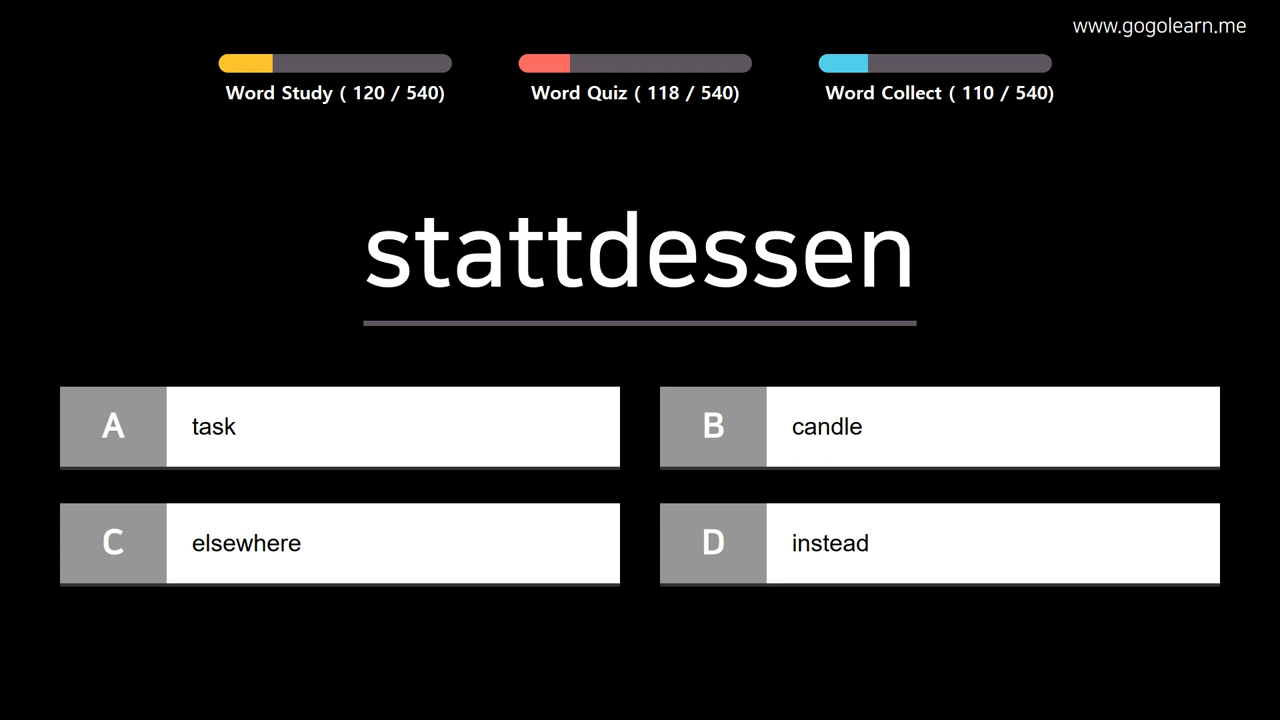 www.gogolearn.me
Word Study ( 120 / 540)
Word Quiz ( 118 / 540)
Word Collect ( 110 / 540)
stattdessen
A task
B candle
C elsewhere
D instead